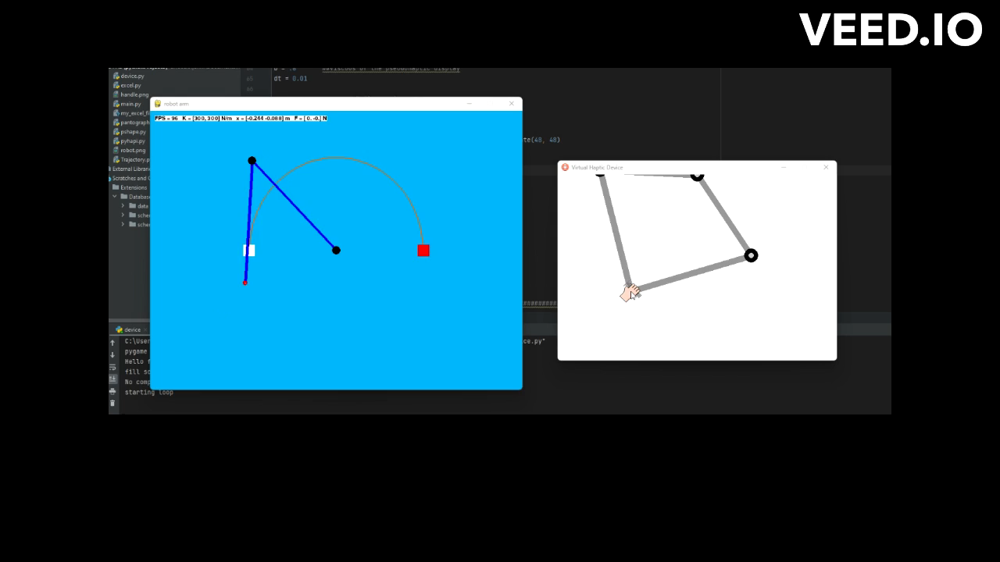 VEED.IO
device.py
65
dt = 0.01
excel.py
66
handle.png
main.py
robot arm
my_excel_fi
FPS = 96 K = [300, 300] N/m x = [-0.244 -0.088] m F = [ 0. -0.] N
pantograph
pshape.py
te(48, 48)
pyhapi.py
robot.png
Trajectory.p
External Librari
Virtual Haptic Device
Scratches and C
Extensions
Databas
data
sche
sche
device
C:\User
ce.py"
pygame
Hello f
fill sc
No comp
starting loop